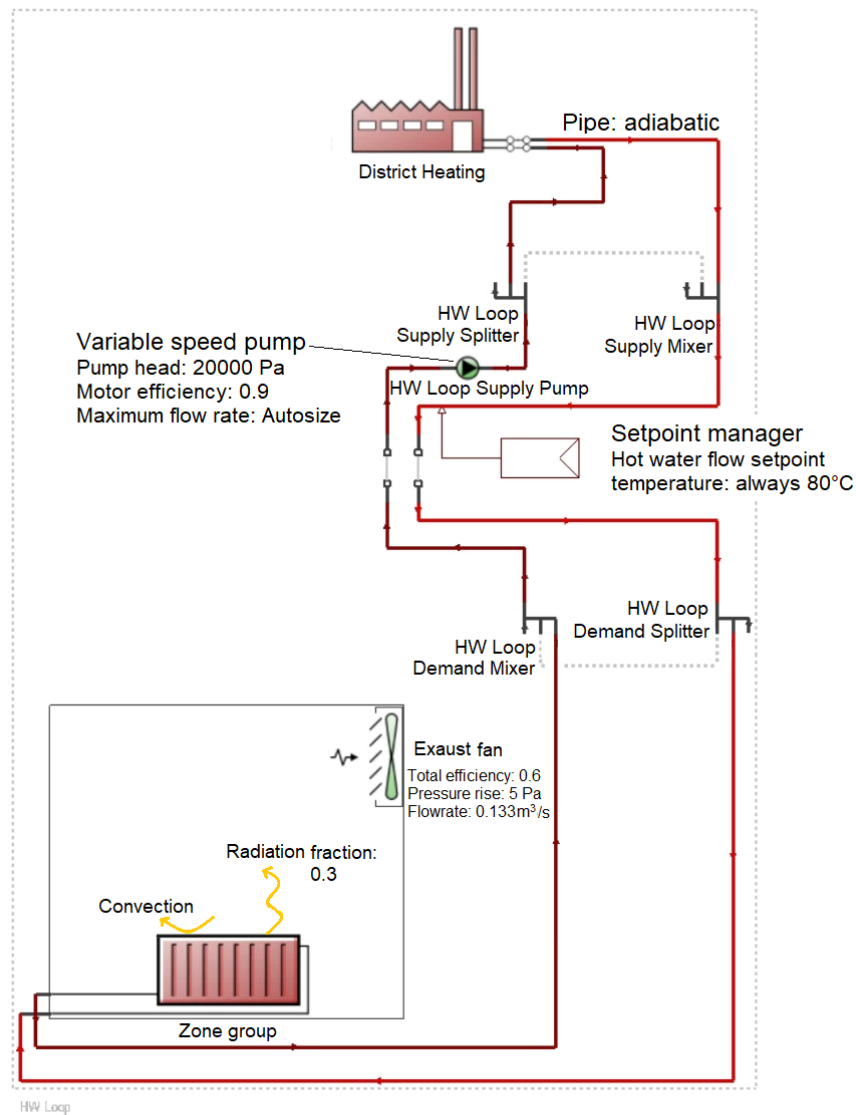 Pipe: adiabatic
District Heating
HW Loop
Supply Splitter
HW Loop
Supply Mixer
Variable speed pump
Pump head: 20000 Pa
Motor efficiency: 0.9
Maximum flow rate: Autosize
HW Loop Supply Pump
Setpoint manager
Hot water flow setpoint
temperature: always 80°C
HW Loop
Demand Splitter
HW Loop
Demand Mixer
Exaust fan
Total efficiency: 0.6
Pressure rise: 5 Pa
Flowrate: 0.133m³/s
Radiation fraction:
0.3
Convection
Zone group
HW Loop